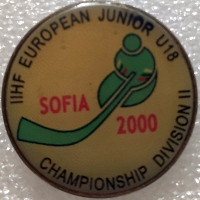 IIHF EUROPEAN JUNIOR U18
SOFIA
2000
CHAMPIONSHIP DIVISION II